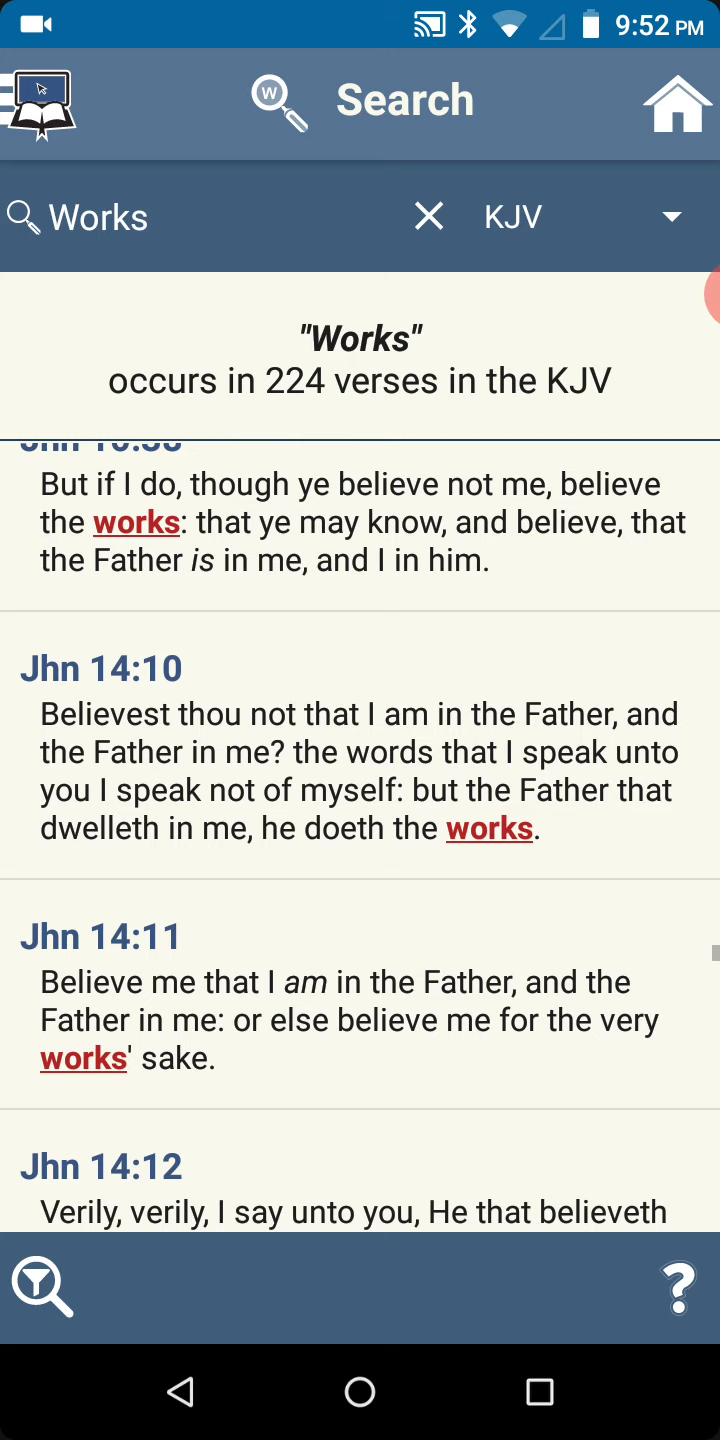 9:52 PM
W
Search
Works
KJV
"Works"
occurs in 224 verses in the KJV
But if I do, though ye believe not me, believe
the works: that ye may know, and believe, that
the Father is in me, and I in him.
Jhn 14:10
Believest thou not that I am in the Father, and
the Father in me? the words that I speak unto
you I speak not of myself: but the Father that
dwelleth in me, he doeth the works.
Jhn 14:11
Believe me that I am in the Father, and the
Father in me: or else believe me for the very
works' sake.
Jhn 14:12
Verily, verily, I say unto you, He that believeth
?